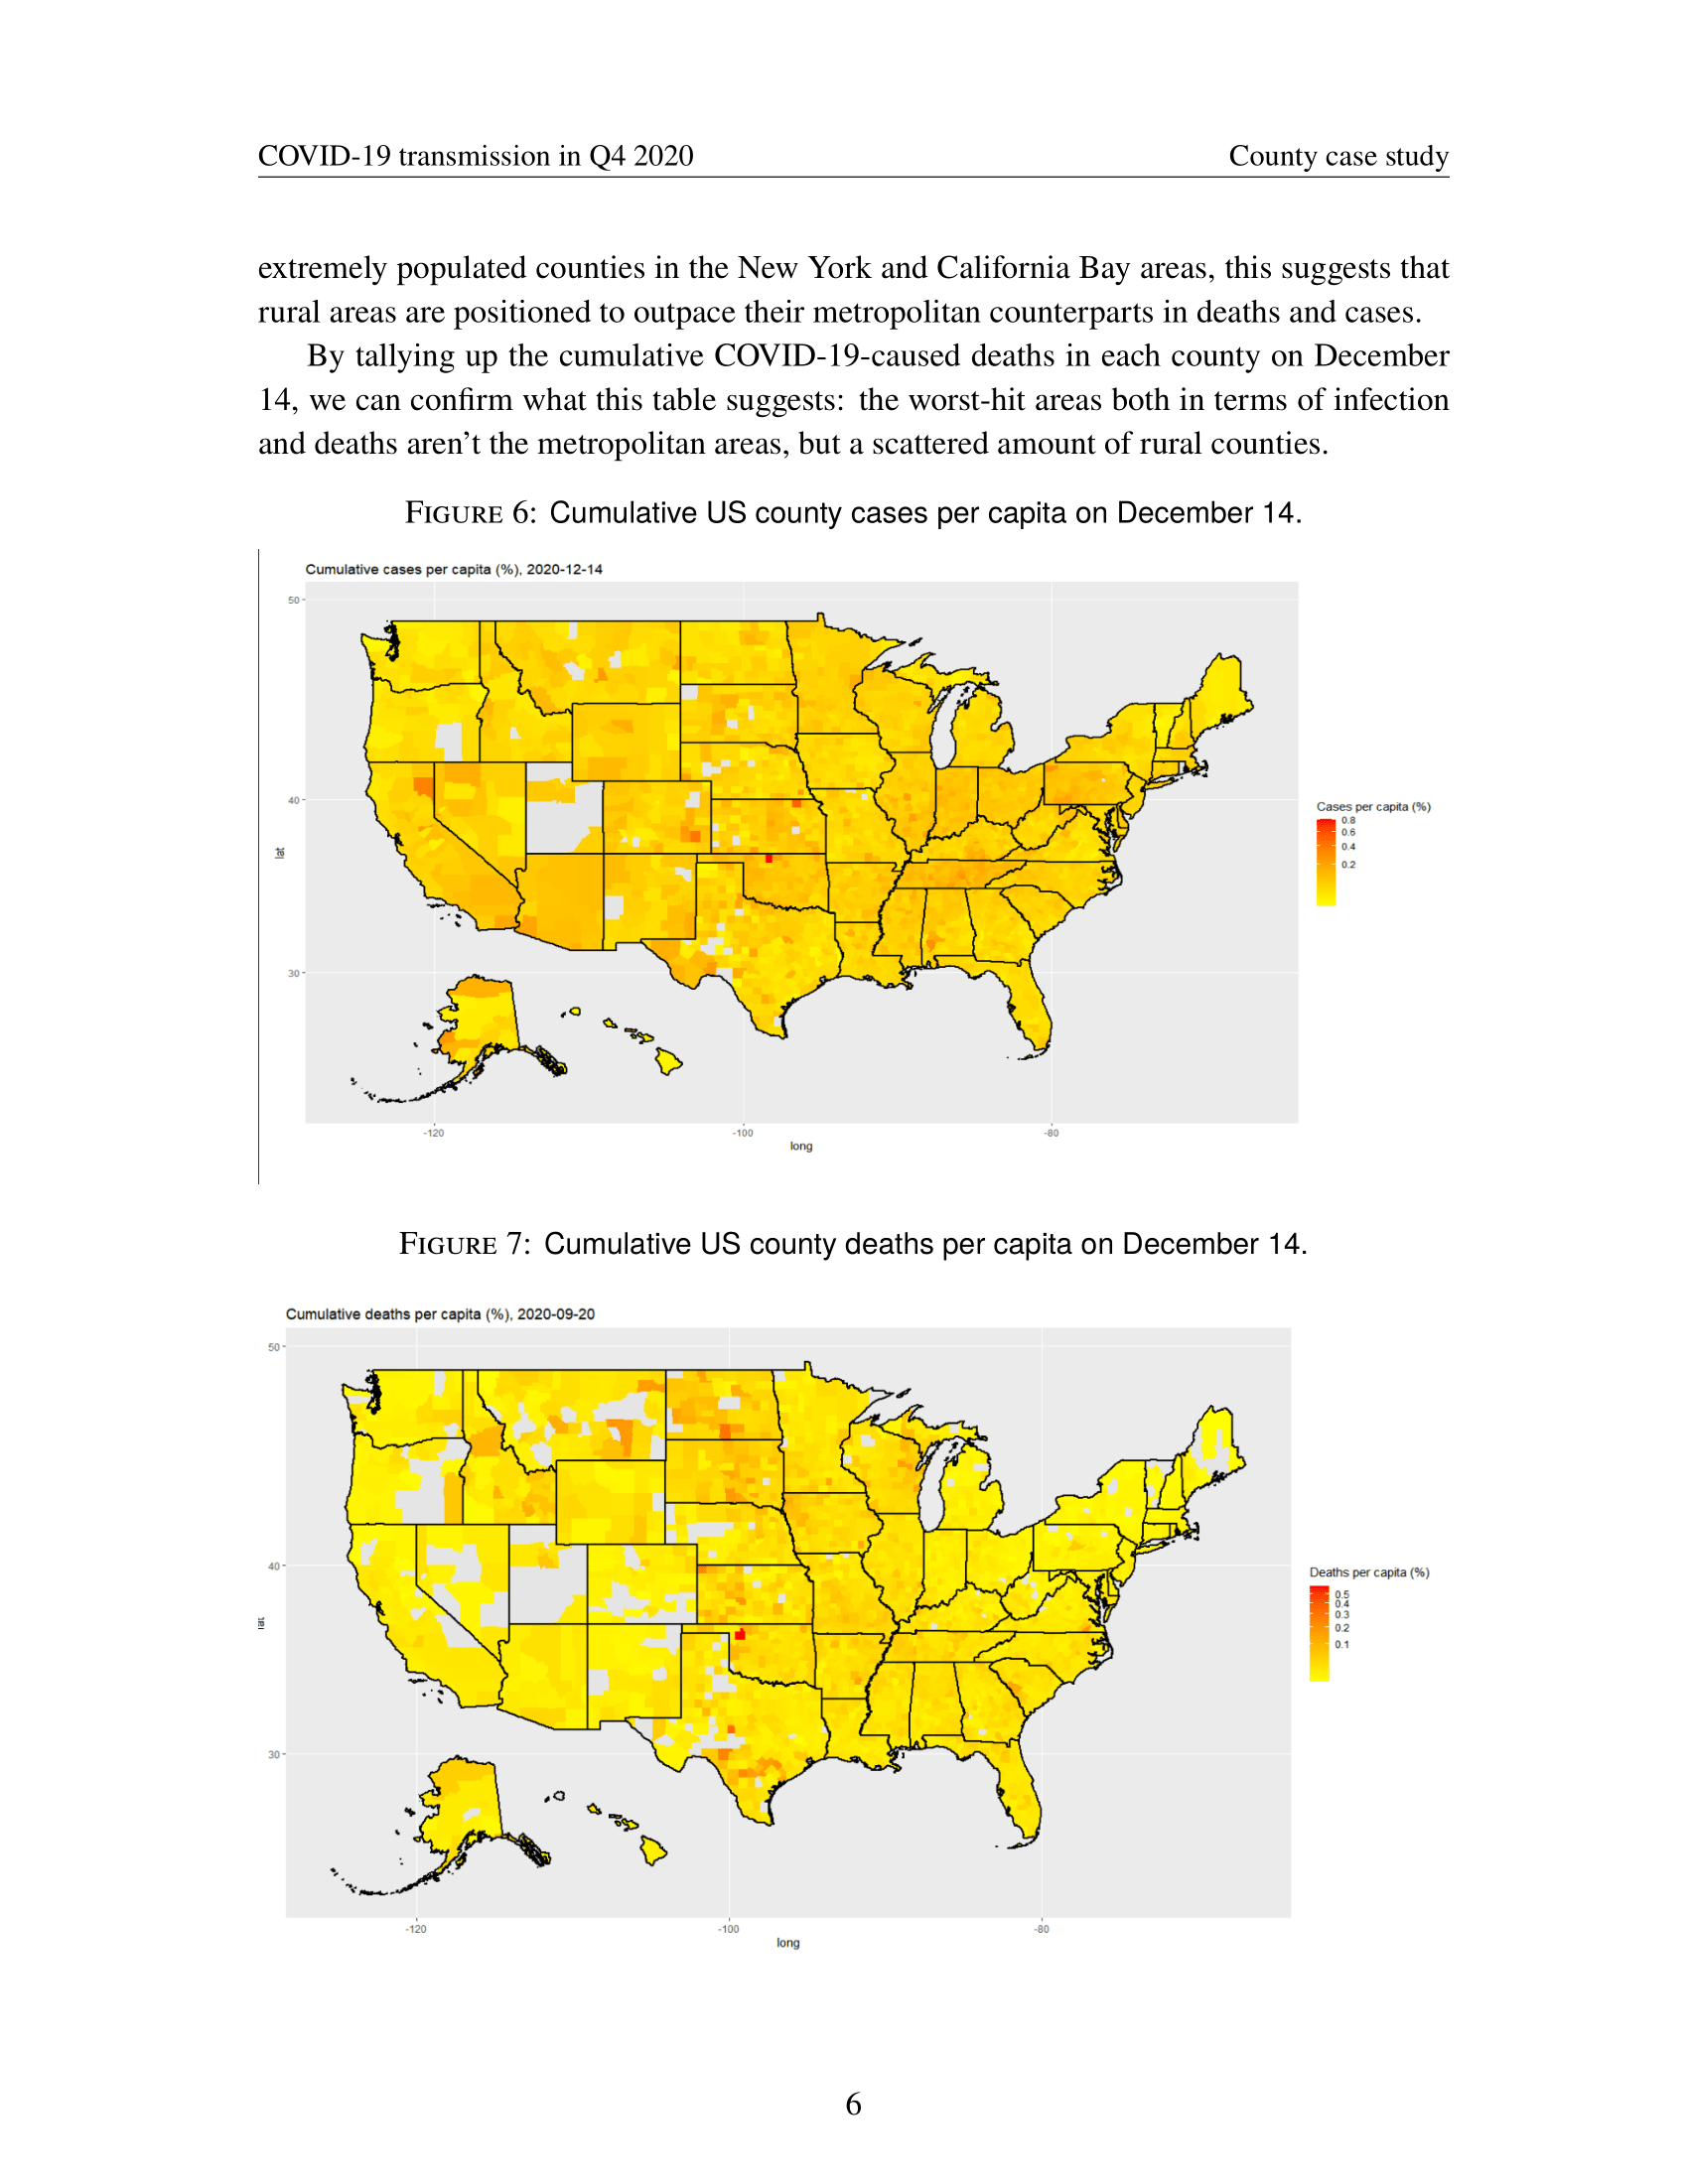 COVID-19 transmission in Q4 2020 County case study
extremely populated counties in the New York and California Bay areas, this suggests that
rural areas are positioned to outpace their metropolitan counterparts in deaths and cases.
By tallying up the cumulative COVID-19-caused deaths in each county on December
14, we can confirm what this table suggests: the worst-hit areas both in terms of infection
and deaths aren't the metropolitan areas, but a scattered amount of rural counties.
FIGURE 6: Cumulative US county cases per capita on December 14.
Cumulative cases per capita (%), 2020-12-14
50
40
30
lat
-120
-100
-80
long
Cases per capita (%)
0.8
0.6
0.4
0.2
FIGURE 7: Cumulative US county deaths per capita on December 14.
Cumulative deaths per capita (%), 2020-09-20
50
40
30
lat
-120
-100
-80
long
Deaths per capita (%)
0.5
0.4
0.3
0.2
0.1
6